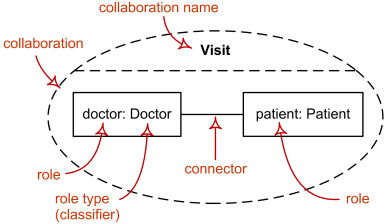 collaboration name
collaboration
Visit
doctor: Doctor
patient: Patient
connector
role
role type
(classifier)
role